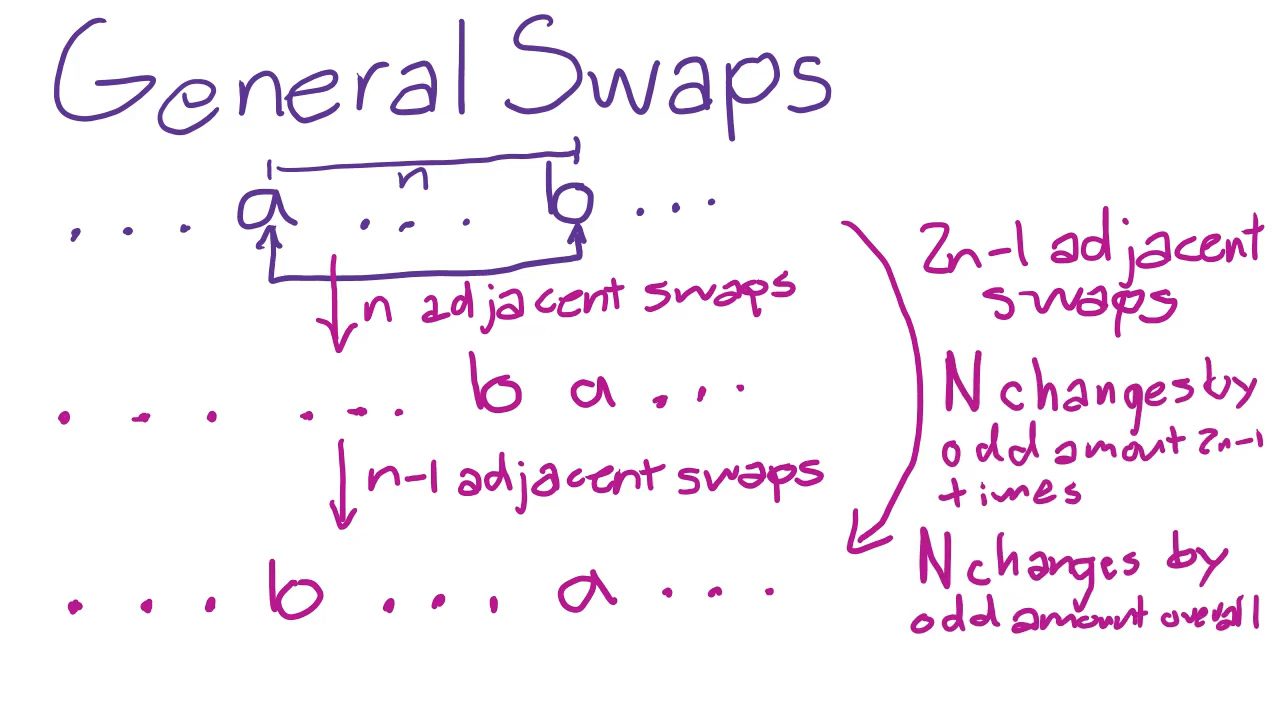 General Swaps
n
. . . a . . . b . . .
n adjacent swaps
. . . . . . b a . . .
n-1 adjacent swaps
. . . b . . . a . . .
2n-1 adjacent
swaps
N changes by
odd amount 2n-1
times
N changes by
odd amount overall